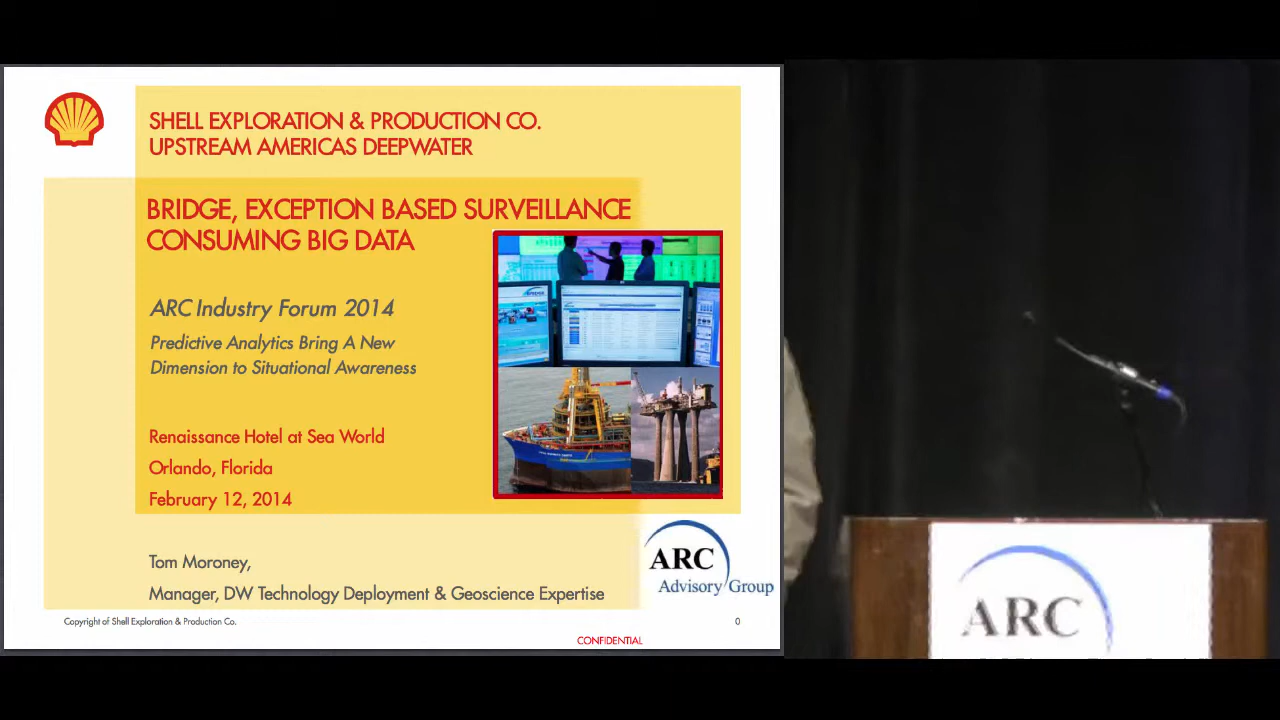 SHELL EXPLORATION & PRODUCTION CO.
UPSTREAM AMERICAS DEEPWATER
BRIDGE, EXCEPTION BASED SURVEILLANCE
CONSUMING BIG DATA
ARC Industry Forum 2014
Predictive Analytics Bring A New
Dimension to Situational Awareness
Renaissance Hotel at Sea World
Orlando, Florida
February 12, 2014
Tom Moroney,
Manager, DW Technology Deployment & Geoscience Expertise
ARC
Advisory Group
Copyright of Shell Exploration & Production Co.
0
CONFIDENTIAL
ARC